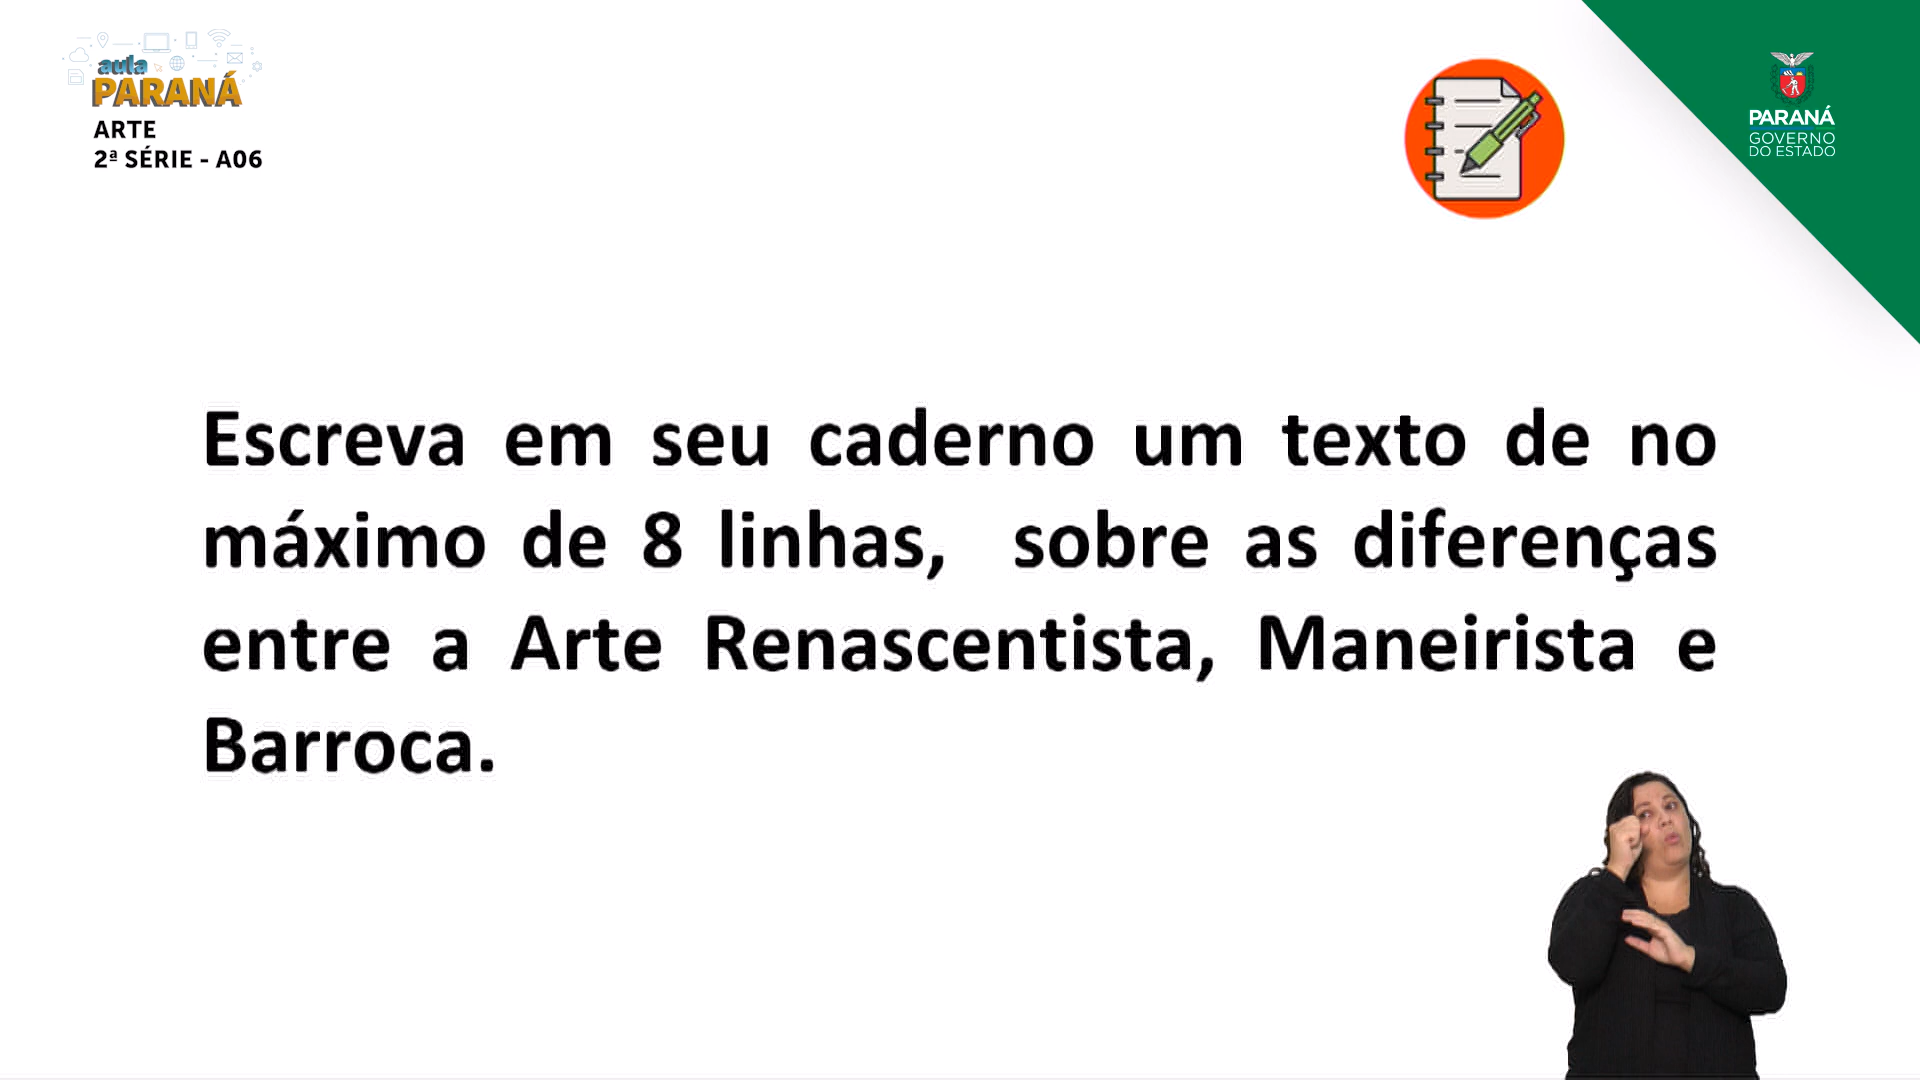 aula
PARANÁ
ARTE
2ª SÉRIE - A06
PARANÁ
GOVERNO
DO ESTADO
Escreva em seu caderno um texto de no
máximo de 8 linhas, sobre as diferenças
entre a Arte Renascentista, Maneirista e
Barroca.